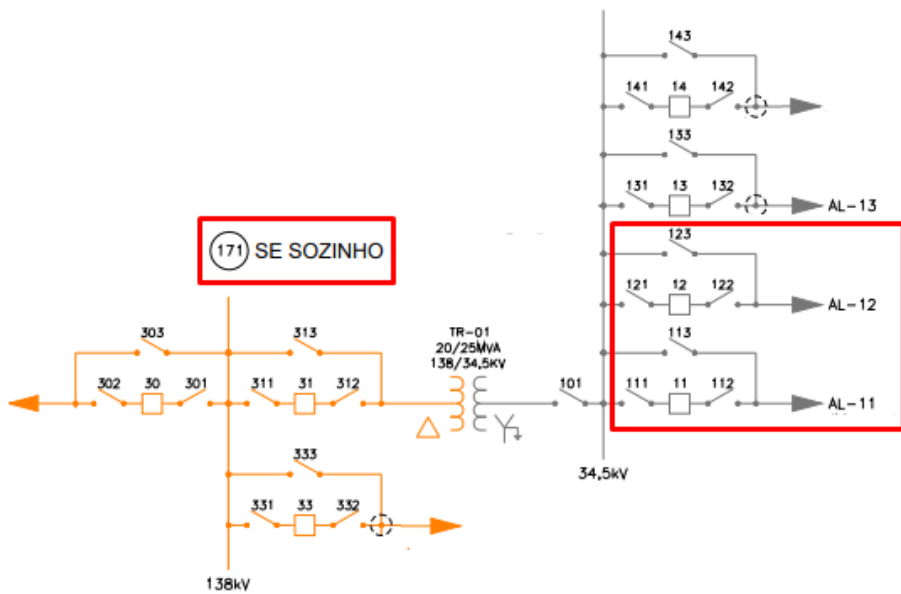 143
141 14 142
133
131 13 132
AL-13
171 SE SOZINHO
123
121 12 122
AL-12
303
313
TR-01
20/25MVA
138/34.5KV
113
302 30 301
311 31 312
101
111 11 112
AL-11
333
34,5kV
331 33 332
138kV